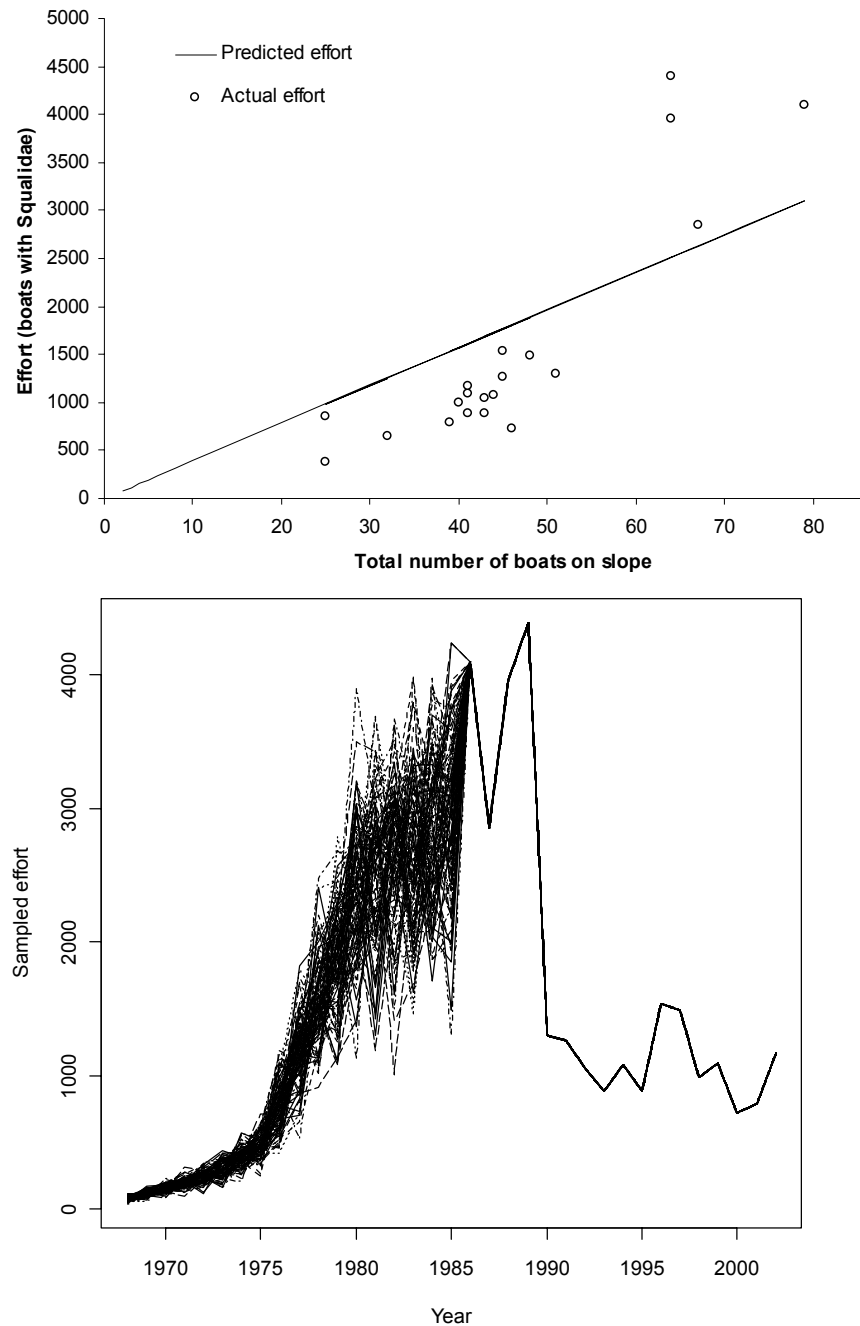 5000
4500
4000
3500
3000
2500
2000
1500
1000
500
0
Effort (boats with Squalidae)
Predicted effort
Actual effort
0 10 20 30 40 50 60 70 80
Total number of boats on slope
4000
3000
2000
1000
0
Sampled effort
1970 1975 1980 1985 1990 1995 2000
Year